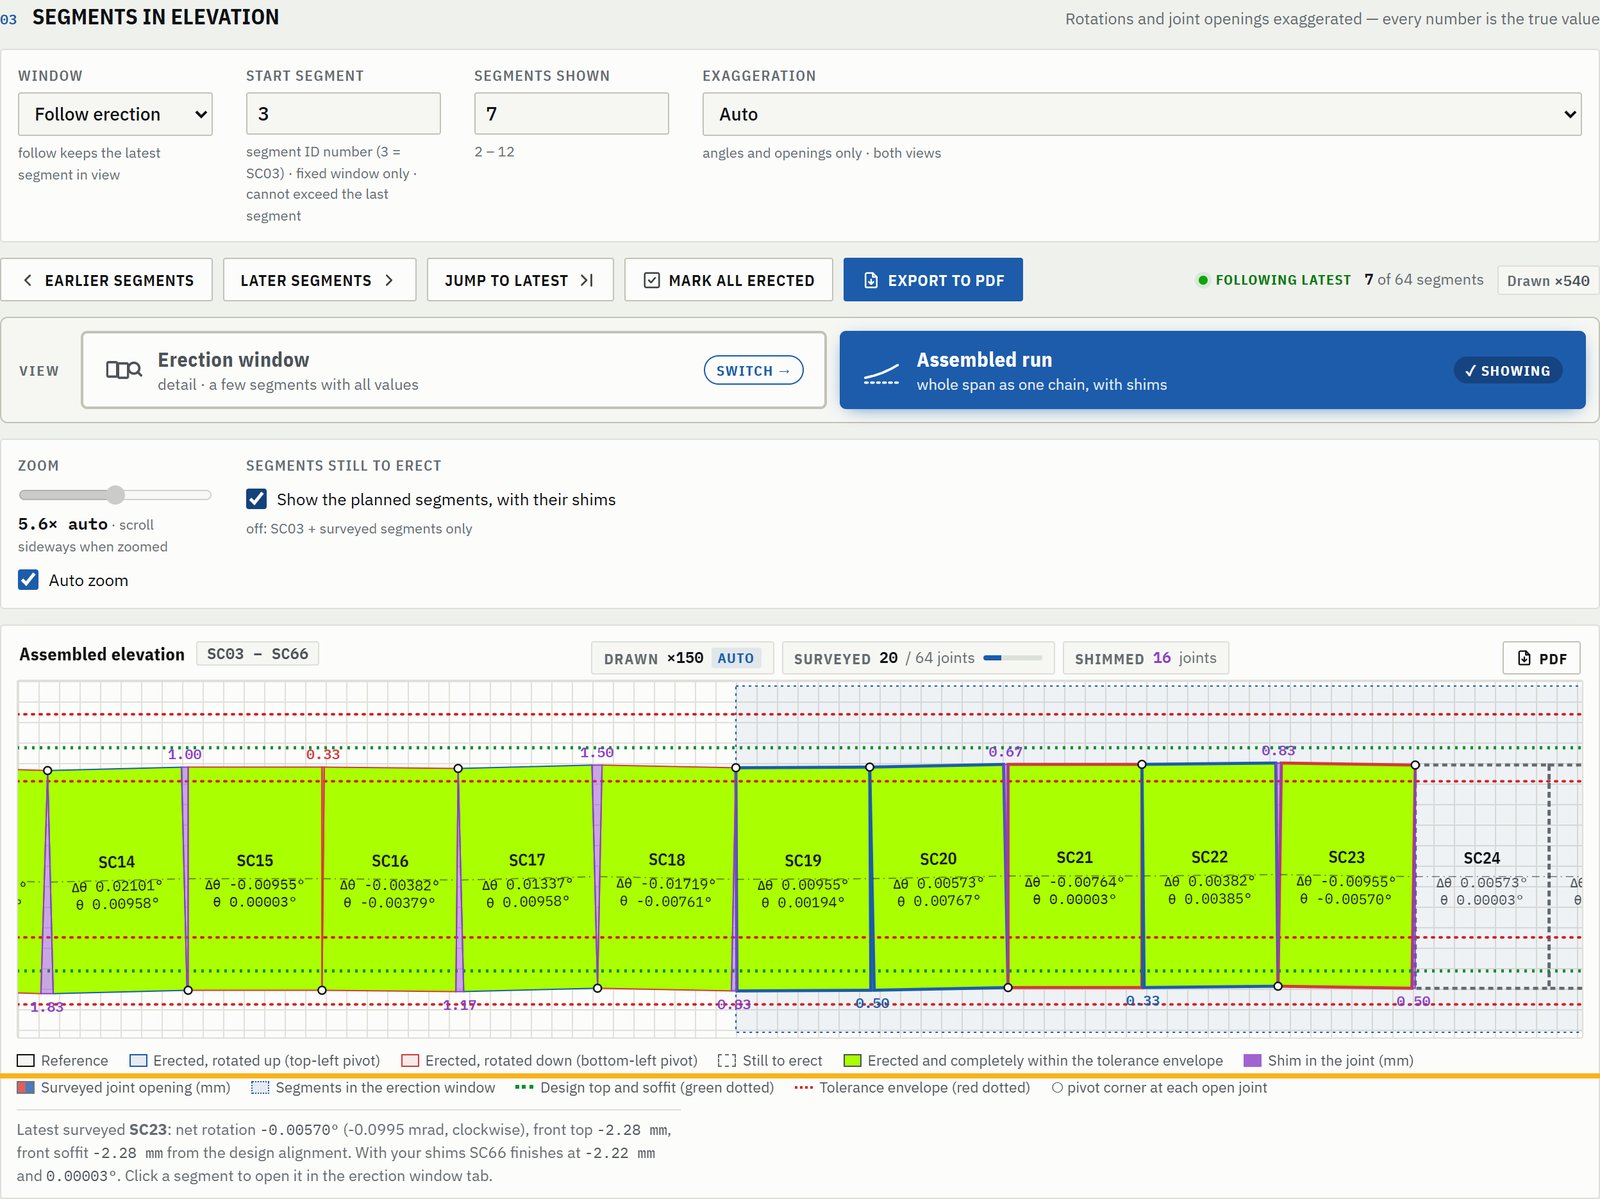 03 SEGMENTS IN ELEVATION
Rotations and joint openings exaggerated — every number is the true value
WINDOW START SEGMENT SEGMENTS SHOWN EXAGGERATION
Follow erection 3 7 Auto
follow keeps the latest
segment in view
segment ID number (3 =
SC03) · fixed window only ·
cannot exceed the last
segment
2 – 12
angles and openings only · both views
EARLIER SEGMENTS LATER SEGMENTS JUMP TO LATEST MARK ALL ERECTED EXPORT TO PDF
FOLLOWING LATEST 7 of 64 segments Drawn ×540
VIEW
Erection window
detail · a few segments with all values
SWITCH →
Assembled run
whole span as one chain, with shims
✓ SHOWING
ZOOM
5.6× auto · scroll
sideways when zoomed
Auto zoom
SEGMENTS STILL TO ERECT
Show the planned segments, with their shims
off: SC03 + surveyed segments only
Assembled elevation SC03 – SC66
DRAWN ×150 AUTO
SURVEYED 20 / 64 joints
SHIMMED 16 joints
PDF
1.00 0.33 1.50 0.67 0.83
SC14 SC15 SC16 SC17 SC18 SC19 SC20 SC21 SC22 SC23 SC24
Δθ 0.02101° Δθ -0.00955° Δθ -0.00382° Δθ 0.01337° Δθ -0.01719° Δθ 0.00955° Δθ 0.00573° Δθ -0.00764° Δθ 0.00382° Δθ -0.00955° Δθ 0.00573°
θ 0.00958° θ 0.00003° θ -0.00379° θ 0.00958° θ -0.00761° θ 0.00194° θ 0.00767° θ 0.00003° θ 0.00385° θ -0.00570° θ 0.00003° θ
1.83 1.17 0.83 0.50 0.33 0.50
Reference Erected, rotated up (top-left pivot) Erected, rotated down (bottom-left pivot) Still to erect Erected and completely within the tolerance envelope Shim in the joint (mm)
Surveyed joint opening (mm) Segments in the erection window Design top and soffit (green dotted) Tolerance envelope (red dotted) pivot corner at each open joint
Latest surveyed SC23: net rotation -0.00570° (-0.0995 mrad, clockwise), front top -2.28 mm,
front soffit -2.28 mm from the design alignment. With your shims SC66 finishes at -2.22 mm
and 0.00003°. Click a segment to open it in the erection window tab.